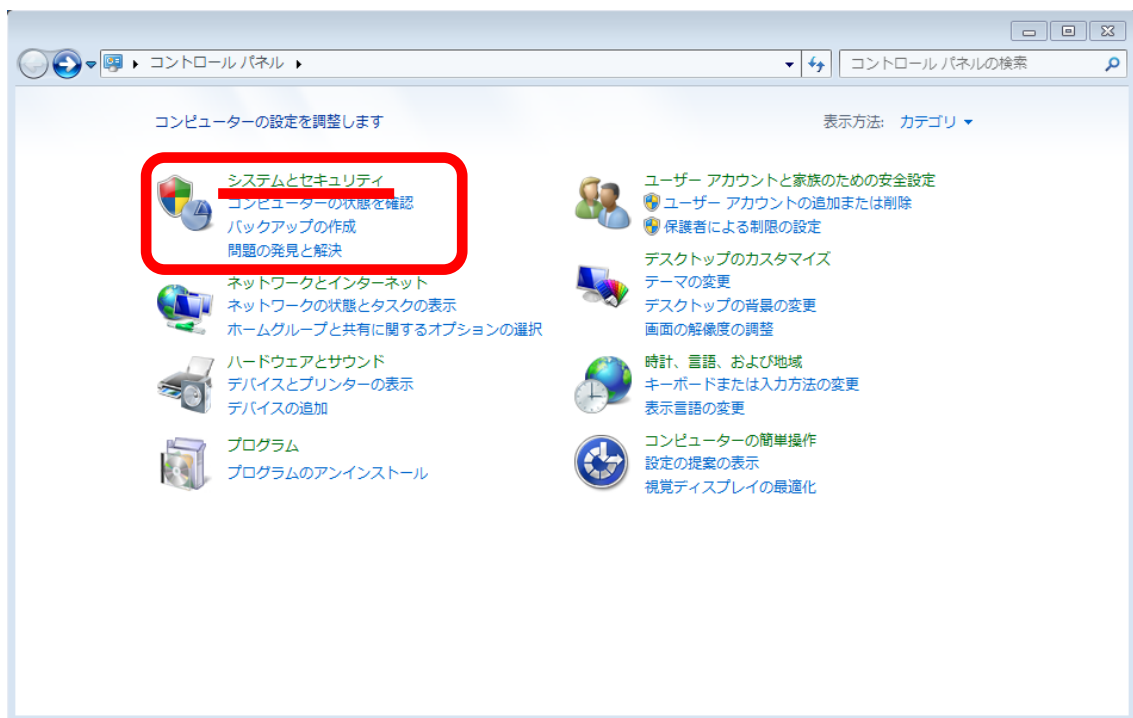 コントロール パネル
コントロール パネルの検索
コンピューターの設定を調整します
表示方法: カテゴリ
システムとセキュリティ
コンピューターの状態を確認
バックアップの作成
問題の発見と解決
ネットワークとインターネット
ネットワークの状態とタスクの表示
ホームグループと共有に関するオプションの選択
ハードウェアとサウンド
デバイスとプリンターの表示
デバイスの追加
プログラム
プログラムのアンインストール
ユーザー アカウントと家族のための安全設定
ユーザー アカウントの追加または削除
保護者による制限の設定
デスクトップのカスタマイズ
テーマの変更
デスクトップの背景の変更
画面の解像度の調整
時計、言語、および地域
キーボードまたは入力方法の変更
表示言語の変更
コンピューターの簡単操作
設定の提案の表示
視覚ディスプレイの最適化